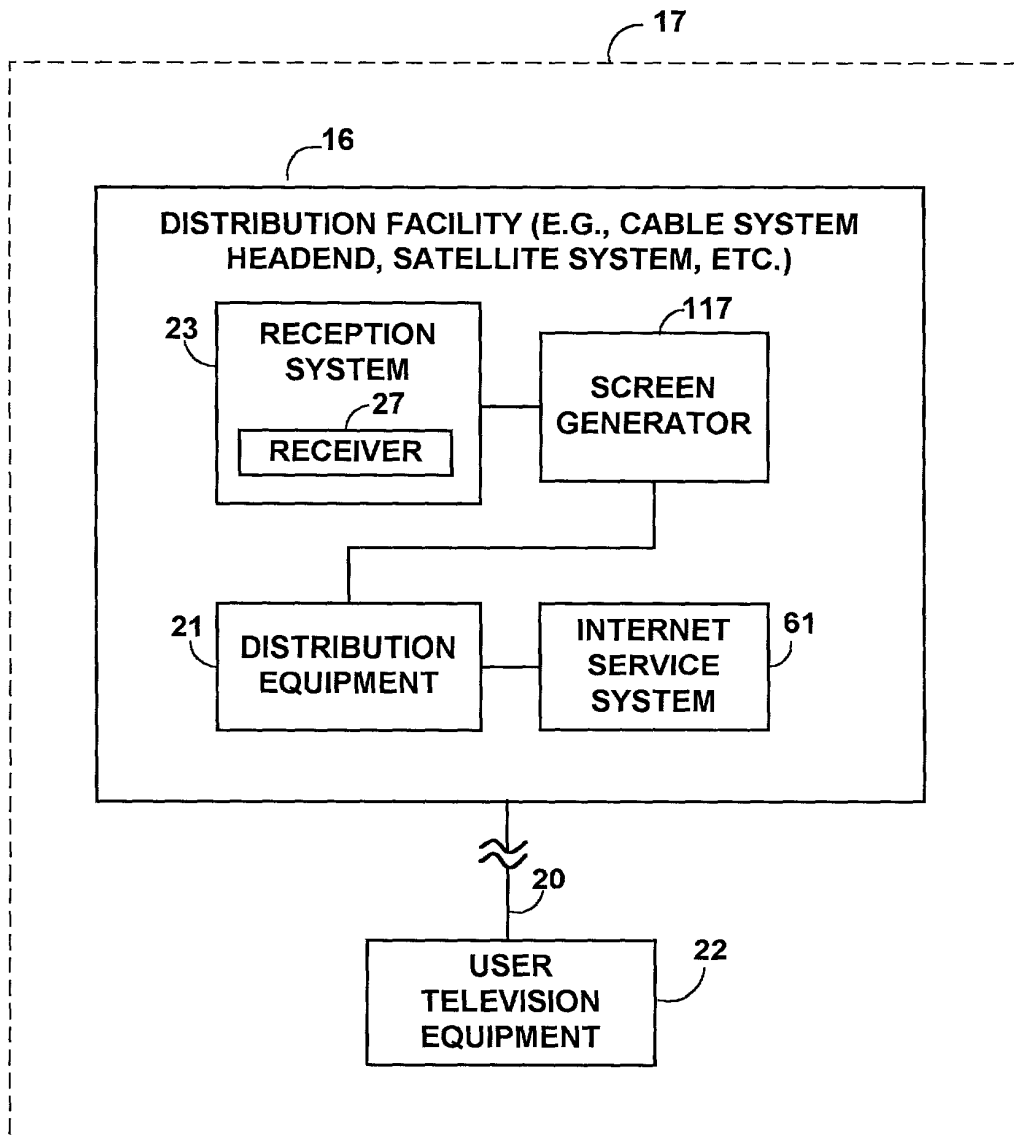 17
16
DISTRIBUTION FACILITY (E.G., CABLE SYSTEM
HEADEND, SATELLITE SYSTEM, ETC.)
23
RECEPTION
SYSTEM
27
RECEIVER
117
SCREEN
GENERATOR
21
DISTRIBUTION
EQUIPMENT
INTERNET
SERVICE
SYSTEM
61
20
USER
TELEVISION
EQUIPMENT
22